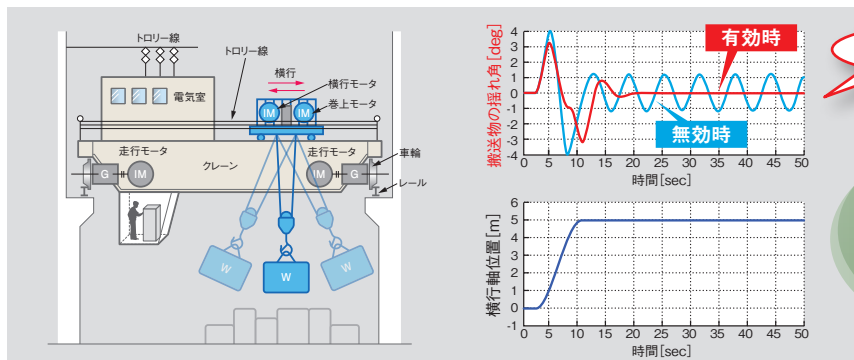 トロリー線
トロリー線
横行
横行モータ
巻上モータ
電気室
IM
IM
走行モータ
クレーン
走行モータ
車輪
G
IM
IM
G
レール
W
W
W
搬送物の揺れ角[deg]
4
3
2
1
0
-1
-2
-3
-4
有効時
無効時
0
5
10
15
20
25
30
35
40
45
50
時間[sec]
横行軸位置[m]
6
5
4
3
2
1
0
-1
0
5
10
15
20
25
30
35
40
45
50
時間[sec]